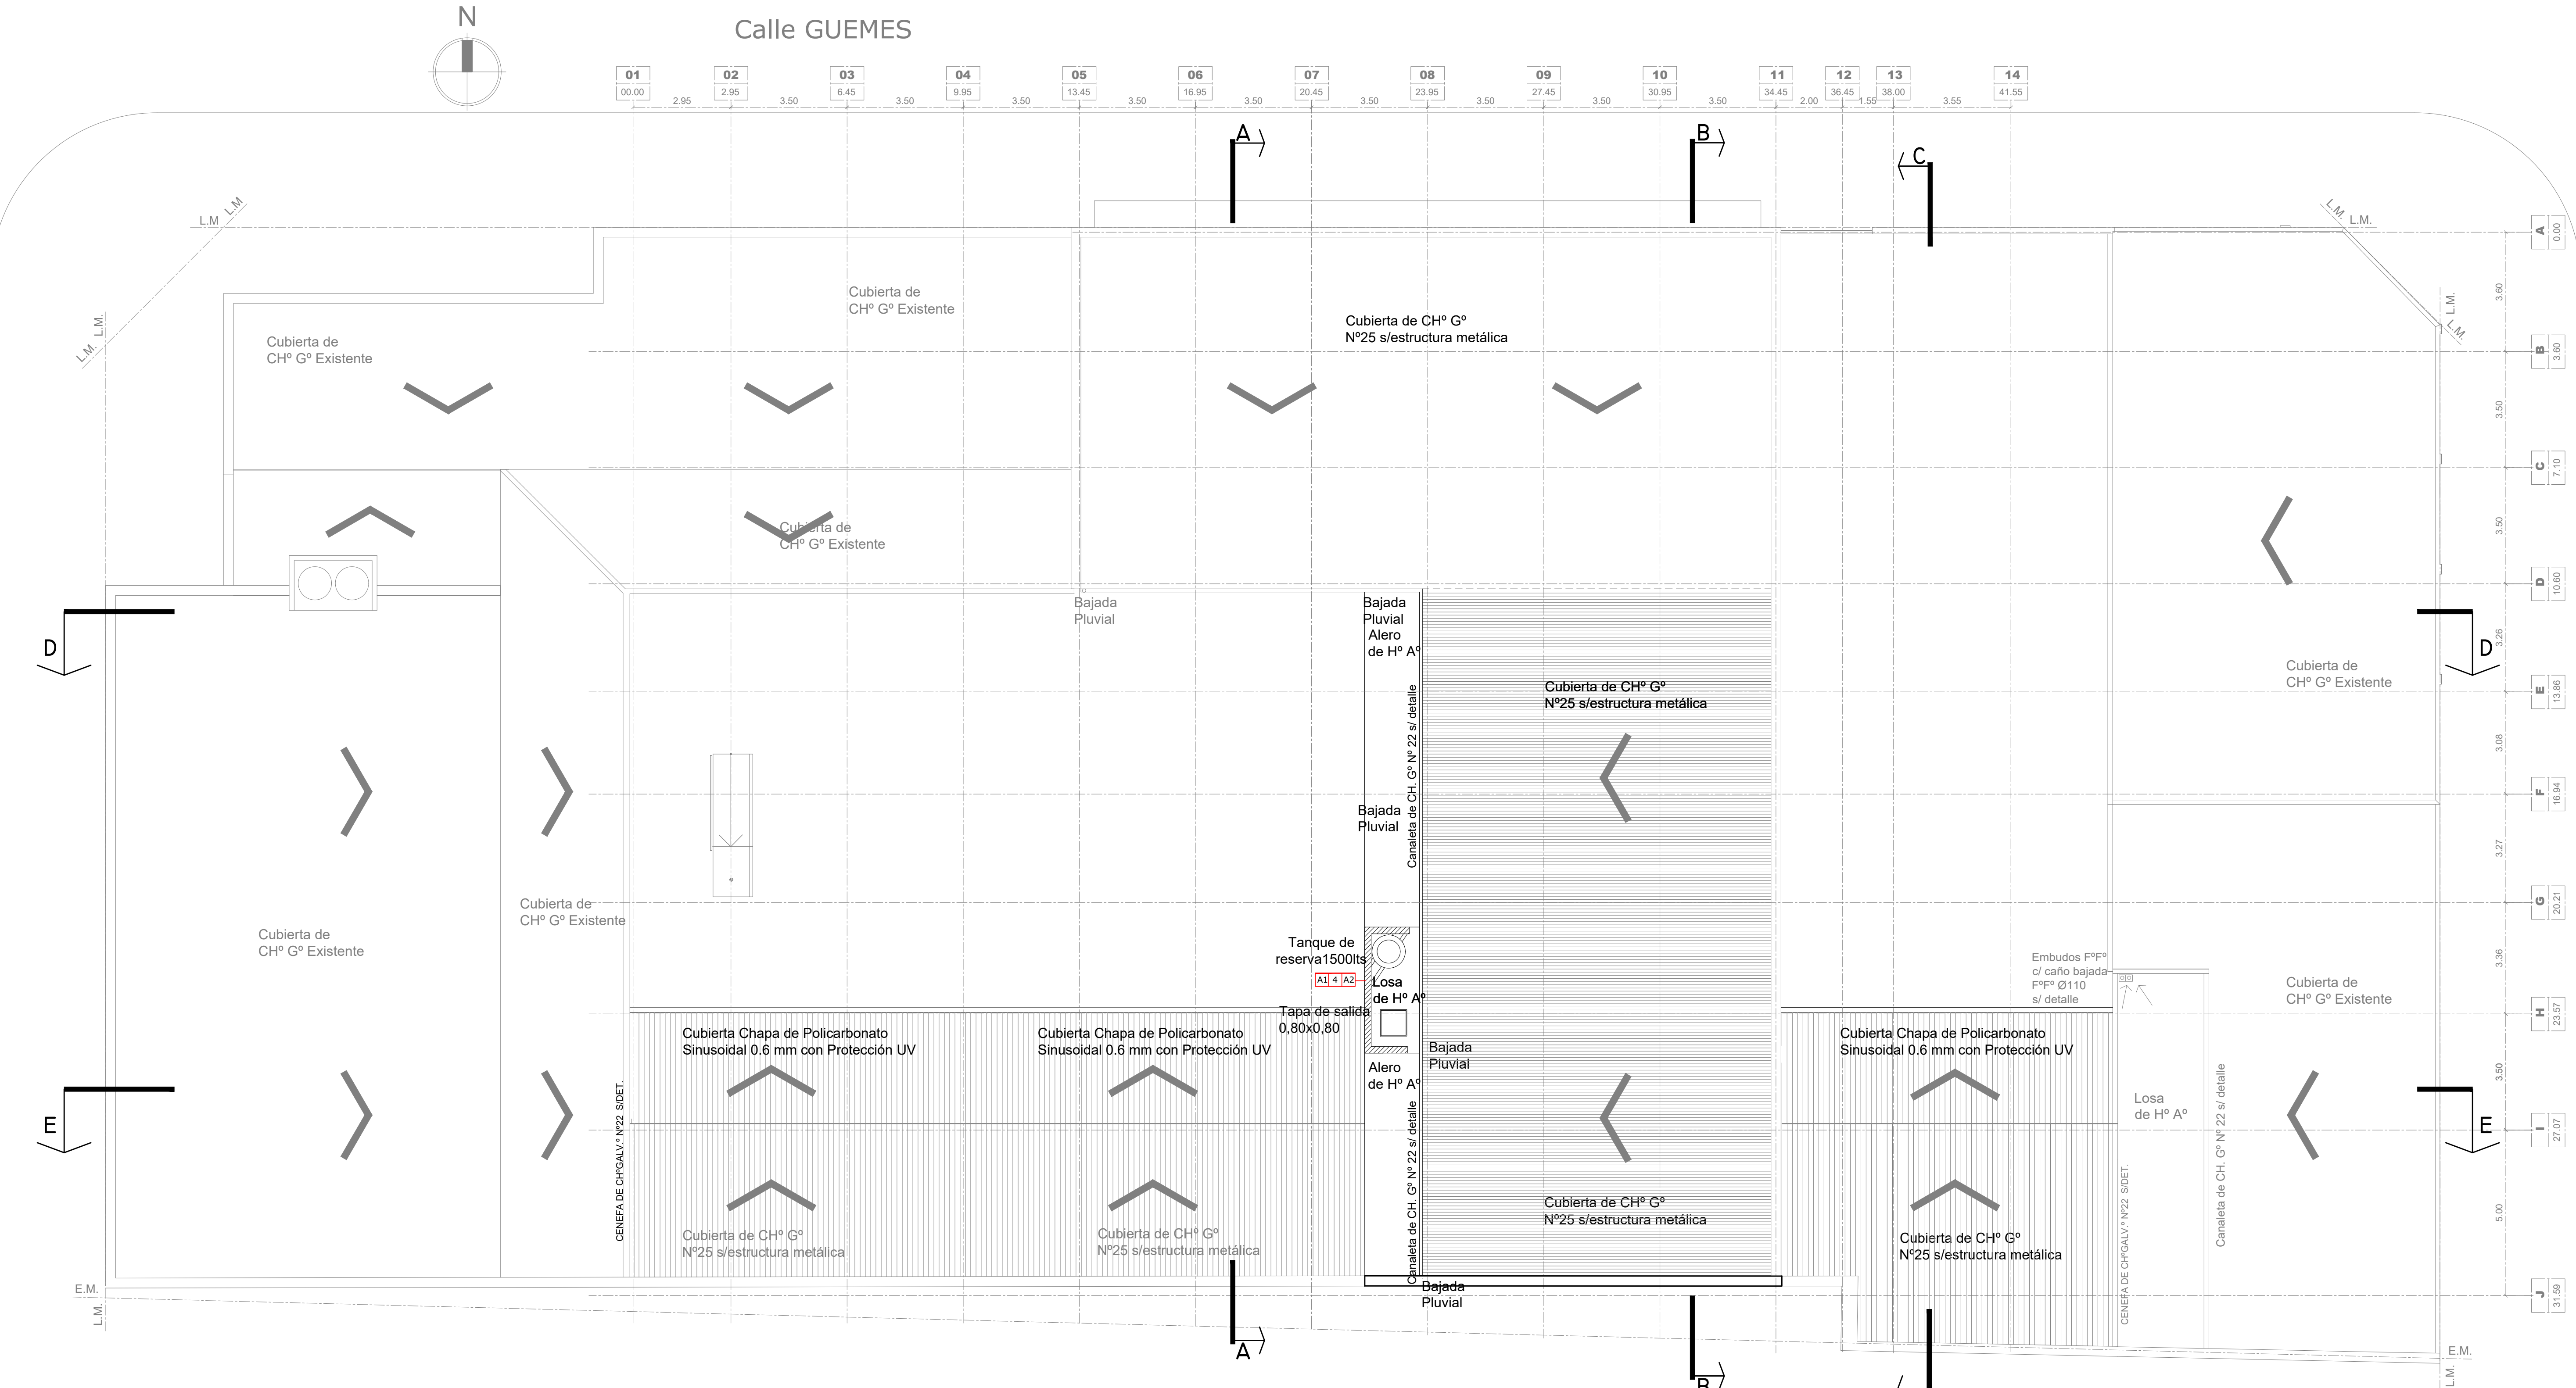 N
Calle GUEMES
01 02 03 04 05 06 07 08 09 10 11 12 13 14
00.00 2.95 6.45 9.95 13.45 16.95 20.45 23.95 27.45 30.95 34.45 36.45 38.00 41.55
2.95 3.50 3.50 3.50 3.50 3.50 3.50 3.50 3.50 3.50 2.00 1.55 3.55
A
B
C
L.M
L.M
L.M.
L.M.
L.M.
L.M.
L.M.
L.M.
A 0.00
3.60
B 3.60
3.50
C 7.10
3.50
D 10.60
3.26
E 13.86
3.08
F 16.94
3.27
G 20.21
3.36
H 23.57
3.50
I 27.07
5.00
J 31.59
Cubierta de
CHº Gº Existente
Cubierta de
CHº Gº Existente
Cubierta de CHº Gº
Nº25 s/estructura metálica
Cubierta de
CHº Gº Existente
Bajada
Pluvial
Bajada
Pluvial
Alero
de Hº Aº
D
D
Cubierta de
CHº Gº Existente
Cubierta de CHº Gº
Nº25 s/estructura metálica
Canaleta de CH. Gº Nº 22 s/ detalle
Bajada
Pluvial
Cubierta de
CHº Gº Existente
Cubierta de
CHº Gº Existente
Tanque de
reserva1500lts
A1 4 A2
Losa
de Hº Aº
Tapa de salida
0,80x0,80
Embudos FºFº
c/ caño bajada
FºFº Ø110
s/ detalle
Cubierta de
CHº Gº Existente
Cubierta Chapa de Policarbonato
Sinusoidal 0.6 mm con Protección UV
Cubierta Chapa de Policarbonato
Sinusoidal 0.6 mm con Protección UV
Bajada
Pluvial
Cubierta Chapa de Policarbonato
Sinusoidal 0.6 mm con Protección UV
Alero
de Hº Aº
Losa
de Hº Aº
E
E
CENEFA DE CHºGALV.º Nº22 S/DET.
Canaleta de CH. Gº Nº 22 s/ detalle
CENEFA DE CHºGALV.º Nº22 S/DET.
Canaleta de CH. Gº Nº 22 s/ detalle
Cubierta de CHº Gº
Nº25 s/estructura metálica
Cubierta de CHº Gº
Nº25 s/estructura metálica
Cubierta de CHº Gº
Nº25 s/estructura metálica
Cubierta de CHº Gº
Nº25 s/estructura metálica
Bajada
Pluvial
E.M.
L.M.
A
B
E.M.
L.M.